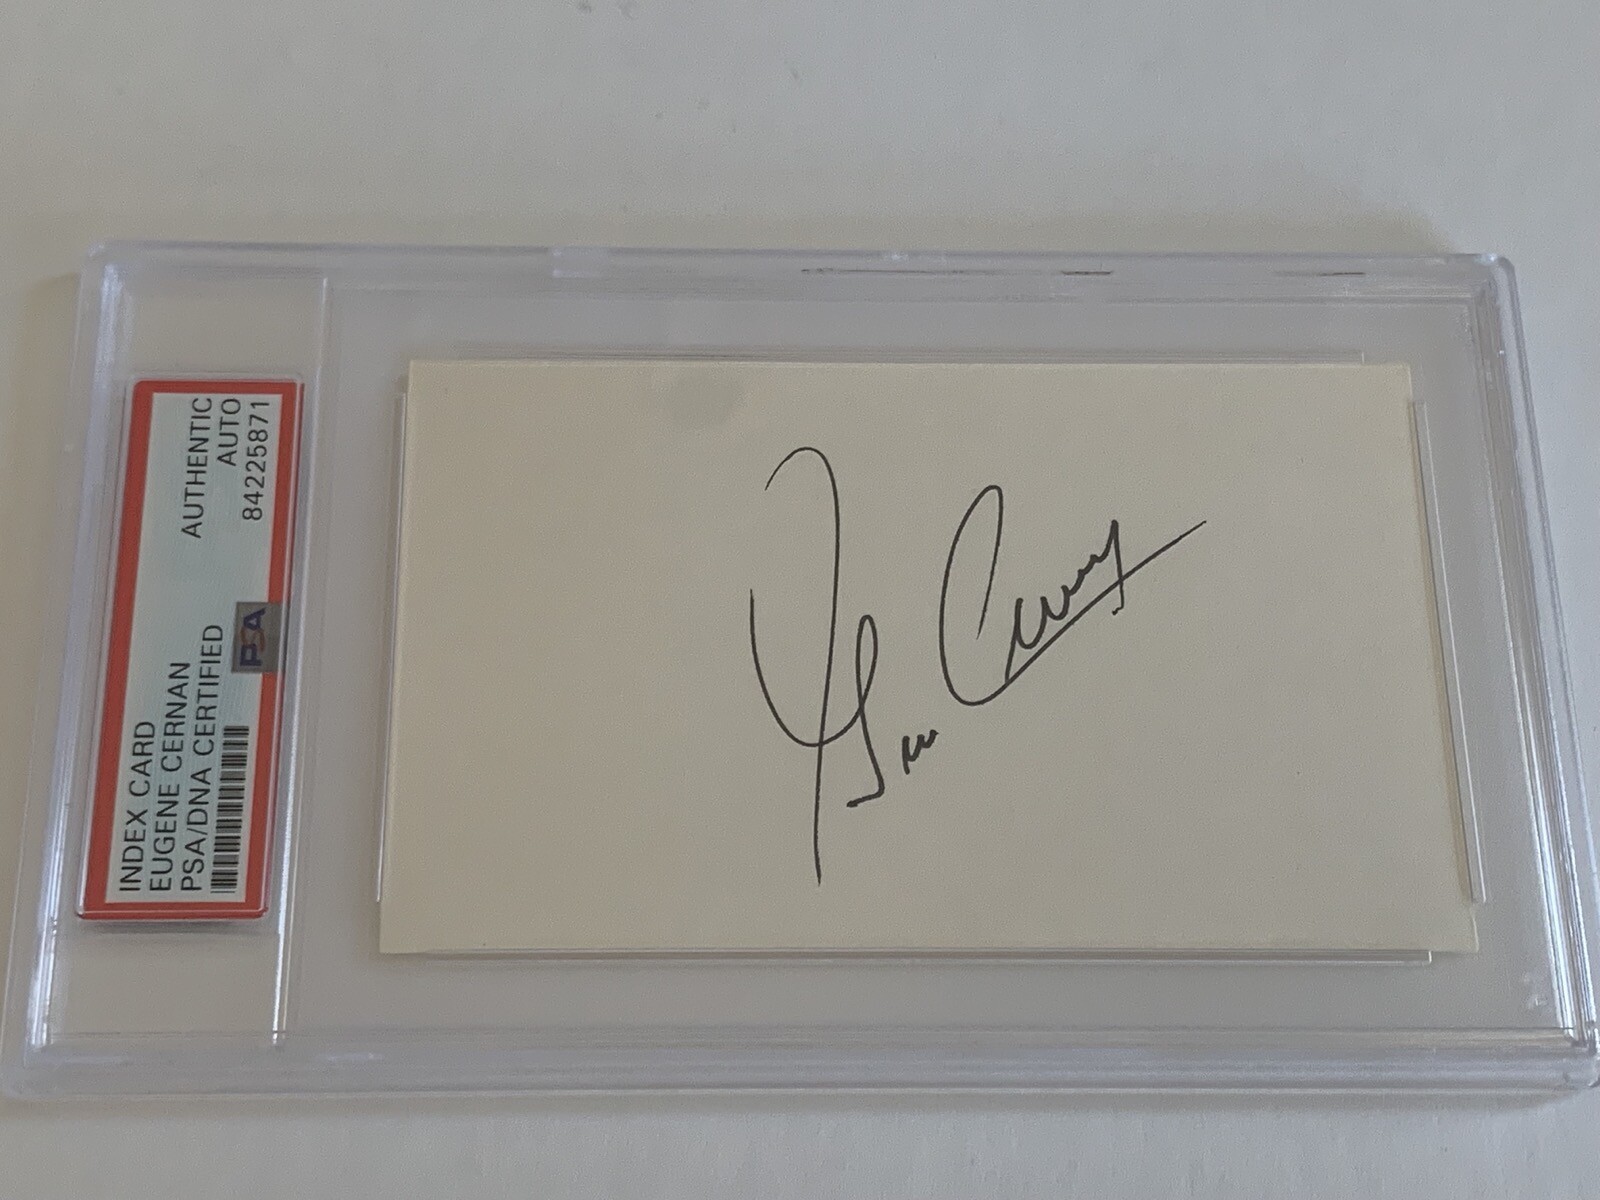 INDEX CARD
EUGENE CERNAN
PSA/DNA CERTIFIED
AUTHENTIC
AUTO
84225871
PSA
Gene Cernan